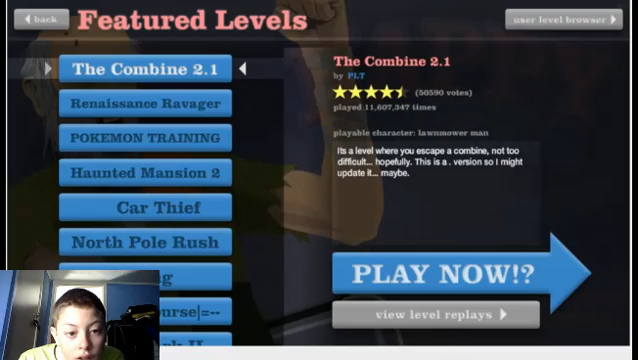 back
Featured Levels
user level browser
The Combine 2.1
Renaissance Ravager
POKEMON TRAINING
Haunted Mansion 2
Car Thief
North Pole Rush
The Combine 2.1
by PLT
(50590 votes)
played 11,607,347 times
playable character: lawnmower man
Its a level where you escape a combine, not too
difficult... hopefully. This is a . version so I might
update it... maybe.
PLAY NOW!?
view level replays